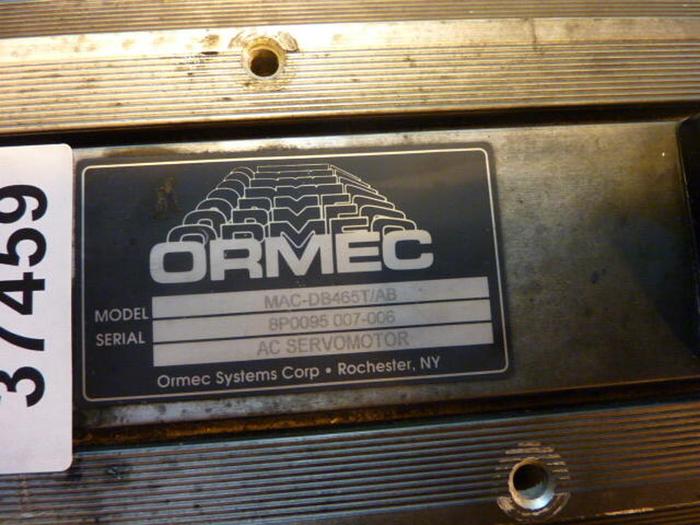 37459
ORMEC
MODEL MAC-DB465T/AB
SERIAL 8P0095 007-006
AC SERVOMOTOR
Ormec Systems Corp • Rochester, NY